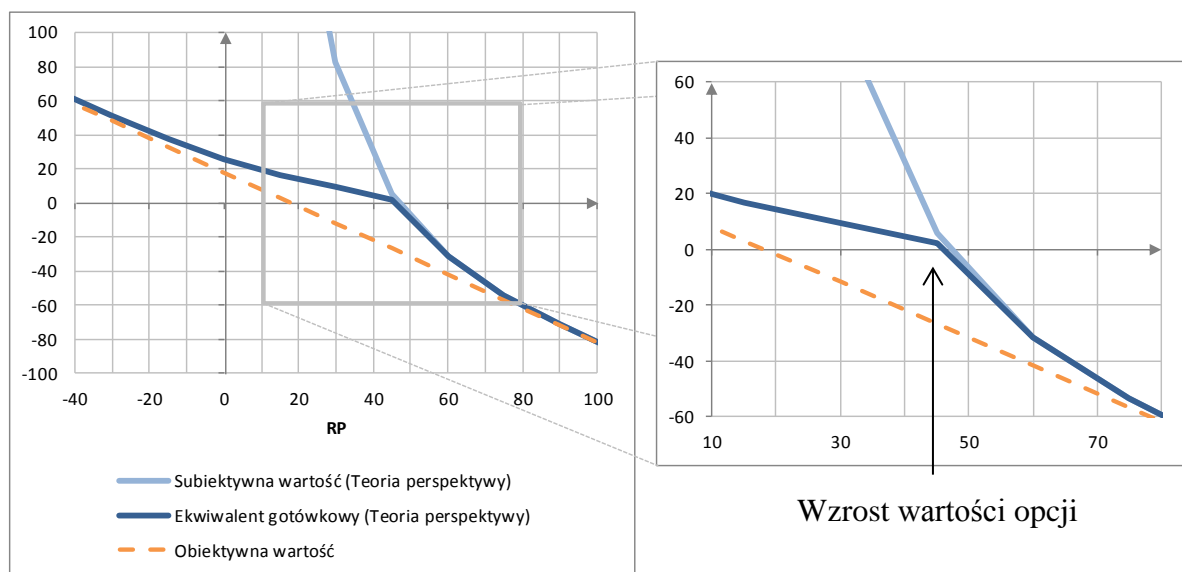 100
80
60
40
20
0
-20
-40
-60
-80
-100
-40 -20 0 20 40 60 80 100
RP
Subiektywna wartość (Teoria perspektywy)
Ekwiwalent gotówkowy (Teoria perspektywy)
Obiektywna wartość
60
40
20
0
-20
-40
-60
10 30 50 70
Wzrost wartości opcji